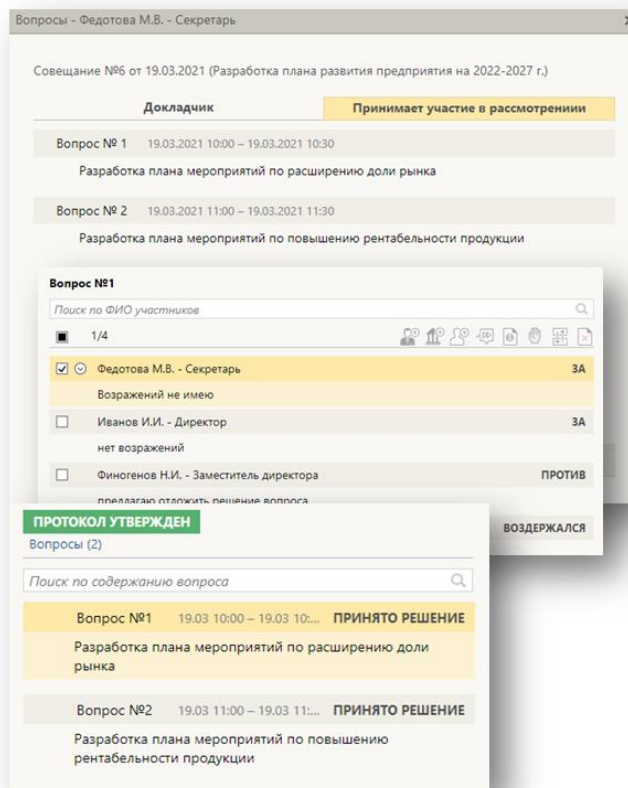 Вопросы - Федотова М.В. - Секретарь
Совещание №6 от 19.03.2021 (Разработка плана развития предприятия на 2022-2027 г.)
Докладчик Принимает участие в рассмотрениии
Вопрос № 1 19.03.2021 10:00 – 19.03.2021 10:30
Разработка плана мероприятий по расширению доли рынка
Вопрос № 2 19.03.2021 11:00 – 19.03.2021 11:30
Разработка плана мероприятий по повышению рентабельности продукции
Вопрос №1
Поиск по ФИО участников
1/4
Федотова М.В. - Секретарь ЗА
Возражений не имею
Иванов И.И. - Директор ЗА
нет возражений
Финогенов Н.И. - Заместитель директора ПРОТИВ
предлагаю отложить решение вопроса
ВОЗДЕРЖАЛСЯ
ПРОТОКОЛ УТВЕРЖДЕН
Вопросы (2)
Поиск по содержанию вопроса
Вопрос №1 19.03 10:00 – 19.03 10:... ПРИНЯТО РЕШЕНИЕ
Разработка плана мероприятий по расширению доли
рынка
Вопрос №2 19.03 11:00 – 19.03 11:... ПРИНЯТО РЕШЕНИЕ
Разработка плана мероприятий по повышению
рентабельности продукции